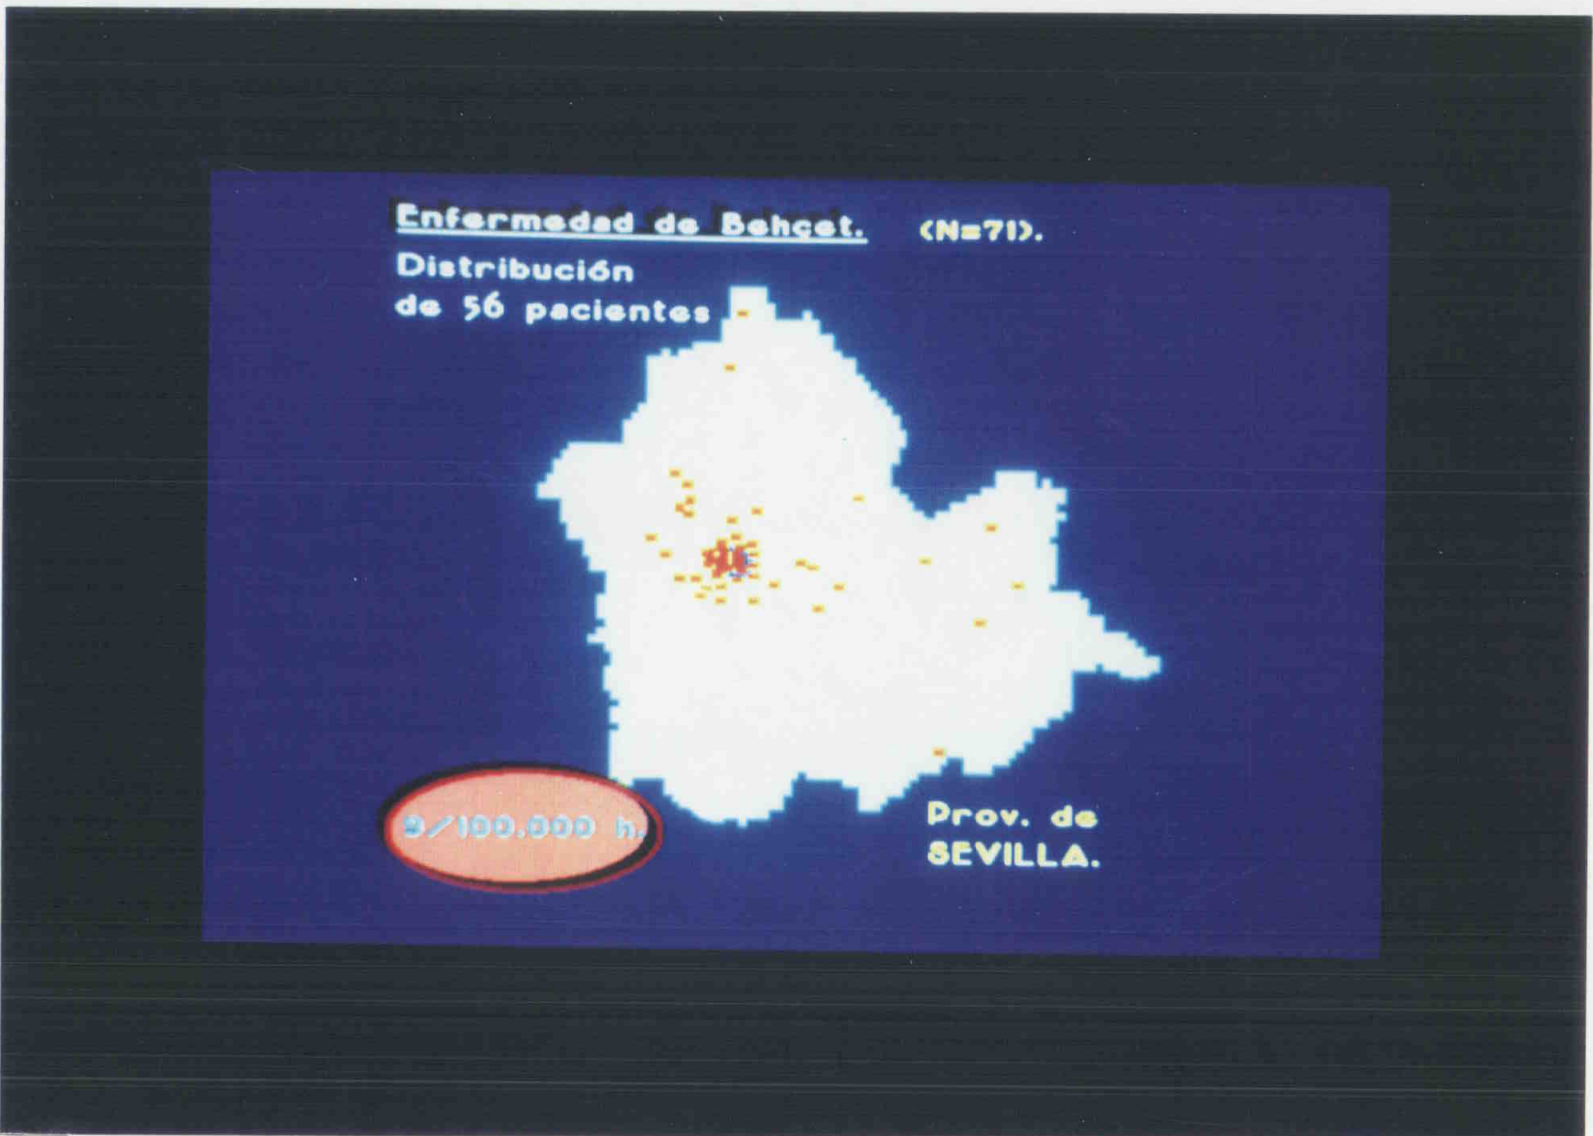 Enfermedad de Behçet. (N=71).
Distribución
de 56 pacientes
/100.000 h.
Prov. de
SEVILLA.